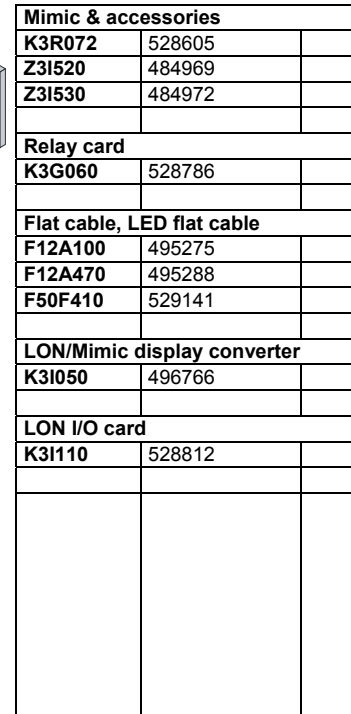 Mimic & accessories
K3R072 528605
Z3I520 484969
Z3I530 484972
Relay card
K3G060 528786
Flat cable, LED flat cable
F12A100 495275
F12A470 495288
F50F410 529141
LON/Mimic display converter
K3I050 496766
LON I/O card
K3I110 528812